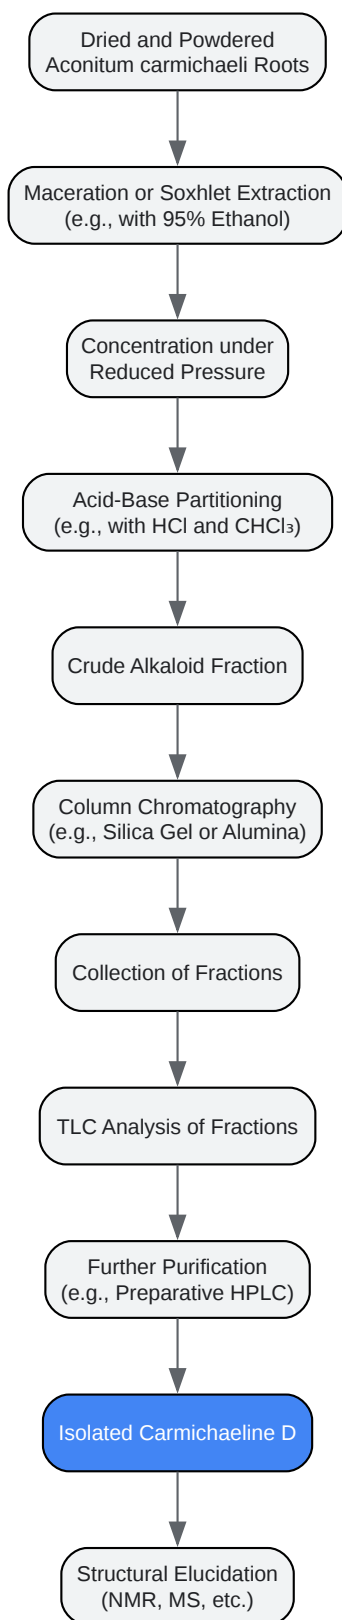 Dried and Powdered
Aconitum carmichaeli Roots
Maceration or Soxhlet Extraction
(e.g., with 95% Ethanol)
Concentration under
Reduced Pressure
Acid-Base Partitioning
(e.g., with HCl and CHCl₃)
Crude Alkaloid Fraction
Column Chromatography
(e.g., Silica Gel or Alumina)
Collection of Fractions
TLC Analysis of Fractions
Further Purification
(e.g., Preparative HPLC)
Isolated Carmichaeline D
Structural Elucidation
(NMR, MS, etc.)